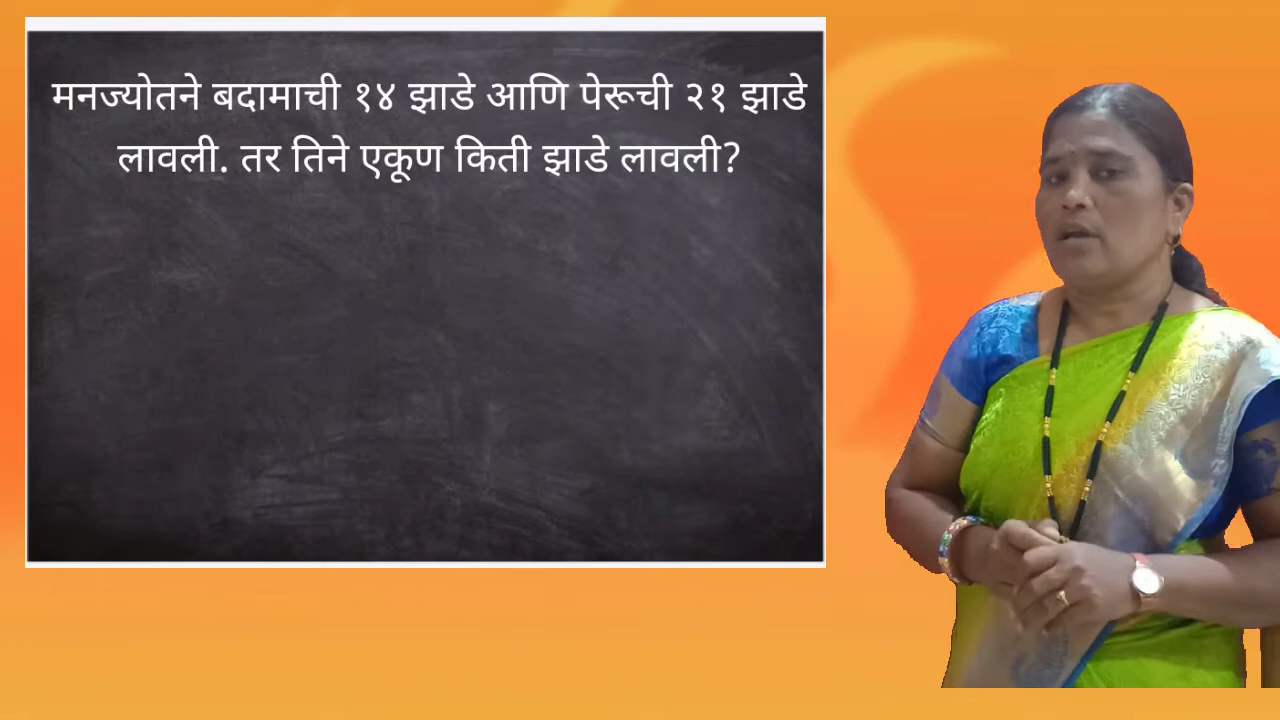 मनज्योतने बदामाची १४ झाडे आणि पेरूची २१ झाडे
लावली. तर तिने एकूण किती झाडे लावली?